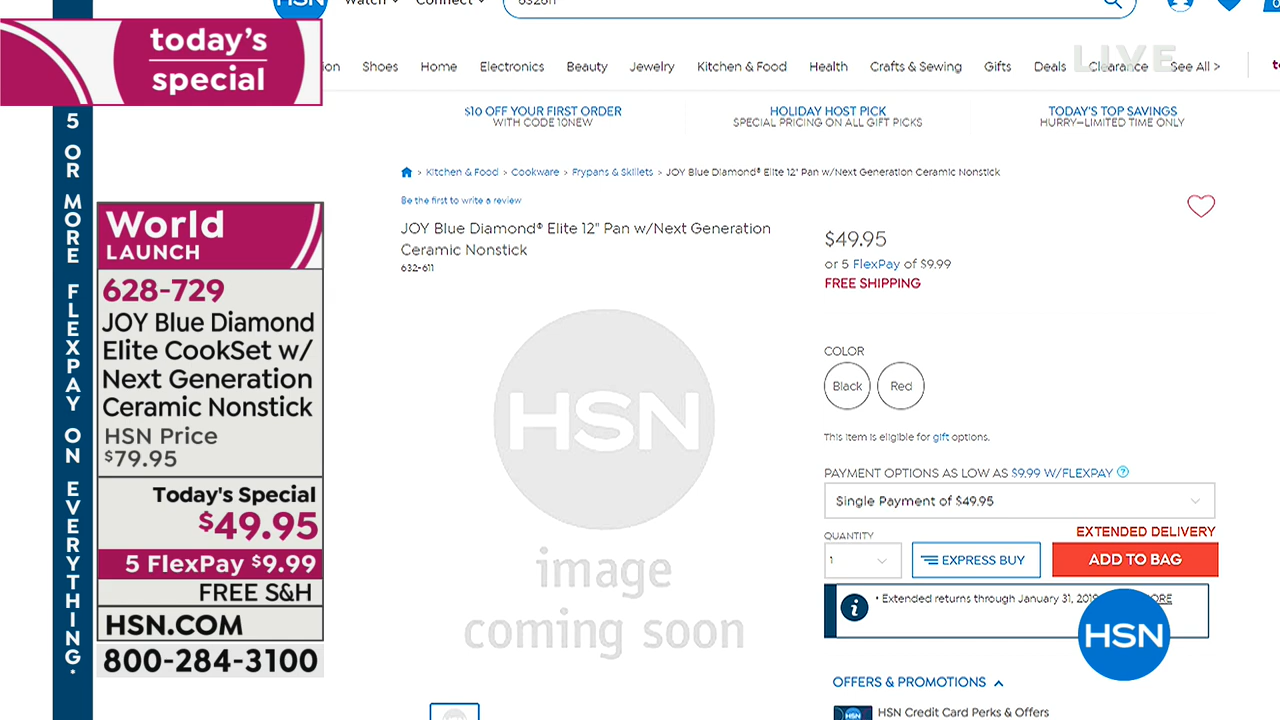 HSN
Watch
Connect
632611
today's
special
LIVE
Shoes
Home
Electronics
Beauty
Jewelry
Kitchen & Food
Health
Crafts & Sewing
Gifts
Deals
Clearance
See All >
$10 OFF YOUR FIRST ORDER
WITH CODE 10NEW
HOLIDAY HOST PICK
SPECIAL PRICING ON ALL GIFT PICKS
TODAY'S TOP SAVINGS
HURRY—LIMITED TIME ONLY
5 OR MORE FLEXPAY ON EVERYTHING.
> Kitchen & Food > Cookware > Frypans & Skillets > JOY Blue Diamond® Elite 12" Pan w/Next Generation Ceramic Nonstick
Be the first to write a review
JOY Blue Diamond® Elite 12" Pan w/Next Generation
Ceramic Nonstick
632-611
World
LAUNCH
628-729
JOY Blue Diamond
Elite CookSet w/
Next Generation
Ceramic Nonstick
HSN Price
$79.95
Today's Special
$49.95
5 FlexPay $9.99
FREE S&H
HSN.COM
800-284-3100
HSN
image
coming soon
$49.95
or 5 FlexPay of $9.99
FREE SHIPPING
COLOR
Black
Red
This item is eligible for gift options.
PAYMENT OPTIONS AS LOW AS $9.99 W/FLEXPAY ?
Single Payment of $49.95
EXTENDED DELIVERY
QUANTITY
1
EXPRESS BUY
ADD TO BAG
• Extended returns through January 31,
HSN
OFFERS & PROMOTIONS
HSN
HSN Credit Card Perks & Offers